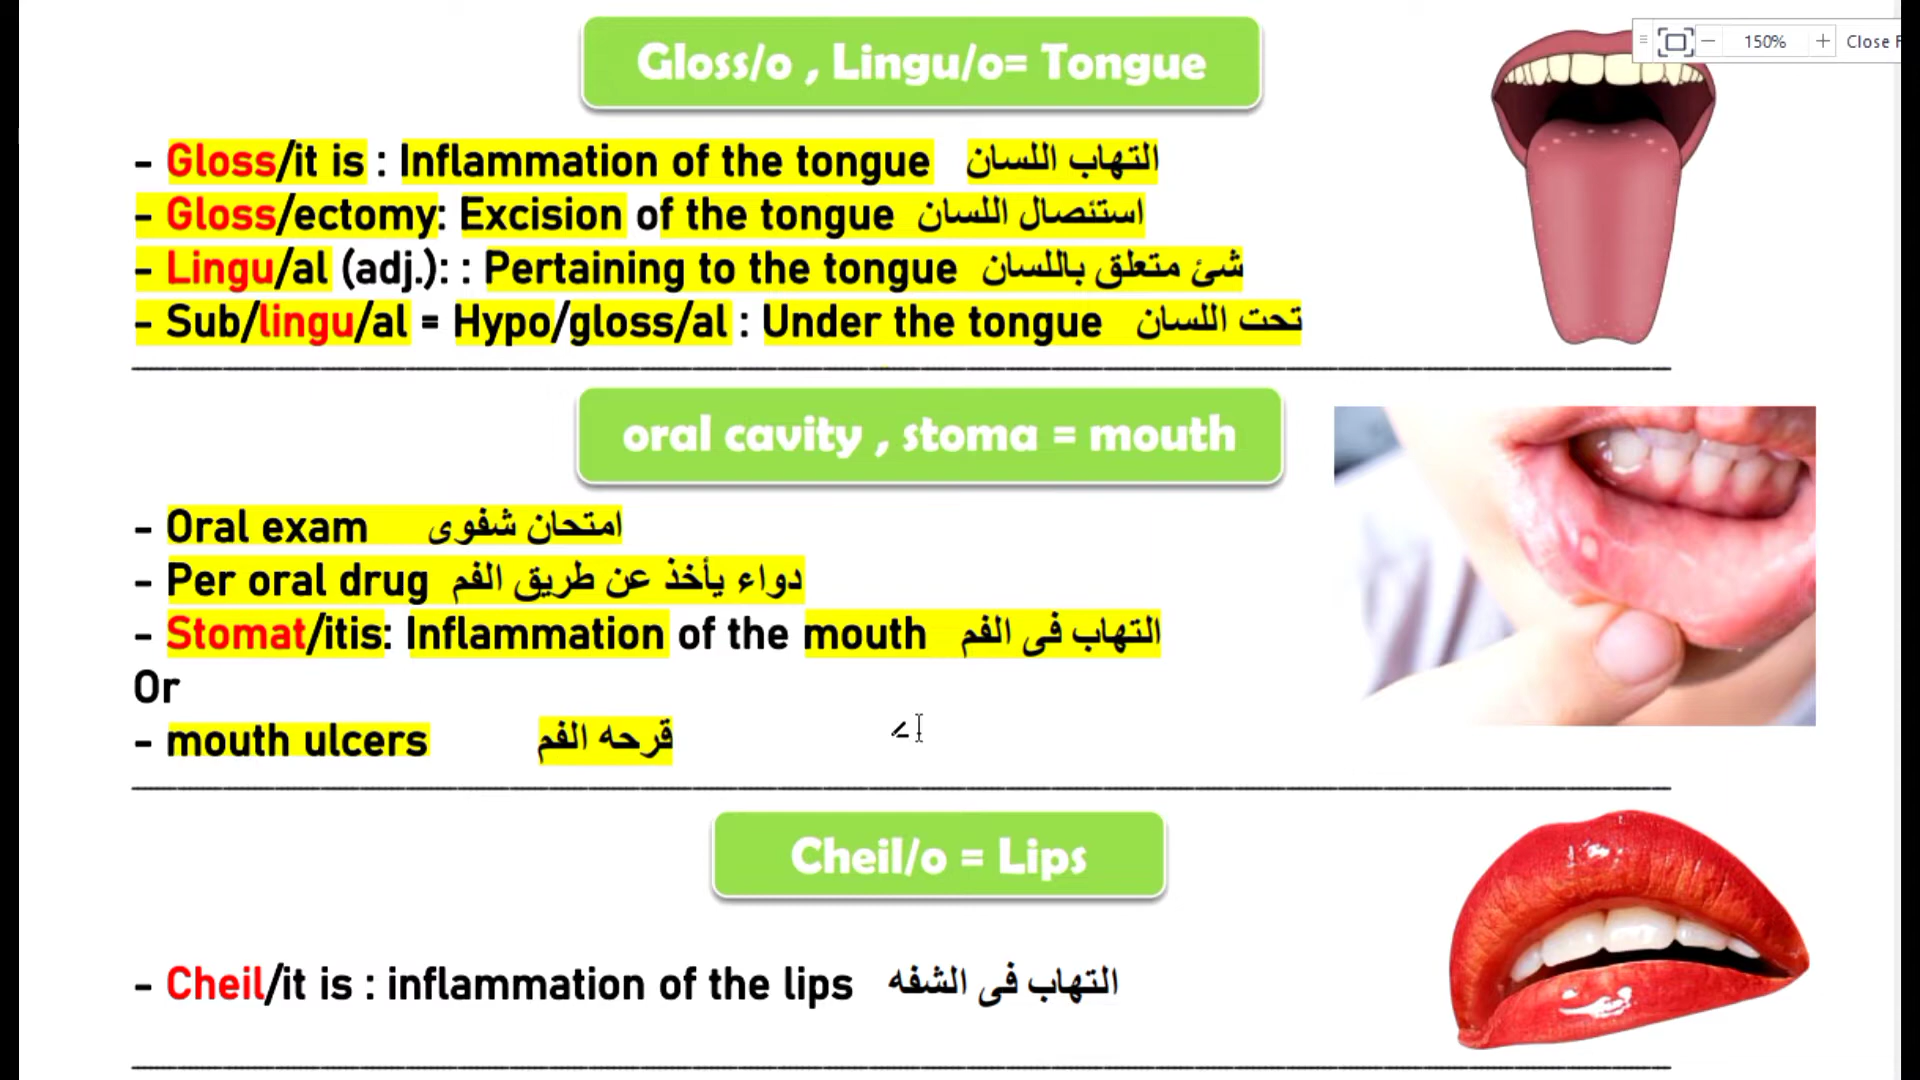 Gloss/o , Lingu/o= Tongue
150%
Close
- Gloss/it is : Inflammation of the tongue التهاب اللسان
- Gloss/ectomy: Excision of the tongue استئصال اللسان
- Lingu/al (adj.): : Pertaining to the tongue شئ متعلق باللسان
- Sub/lingu/al = Hypo/gloss/al : Under the tongue تحت اللسان
oral cavity , stoma = mouth
- Oral exam امتحان شفوى
- Per oral drug دواء يأخذ عن طريق الفم
- Stomat/itis: Inflammation of the mouth التهاب فى الفم
Or
- mouth ulcers قرحه الفم
Cheil/o = Lips
- Cheil/it is : inflammation of the lips التهاب فى الشفه